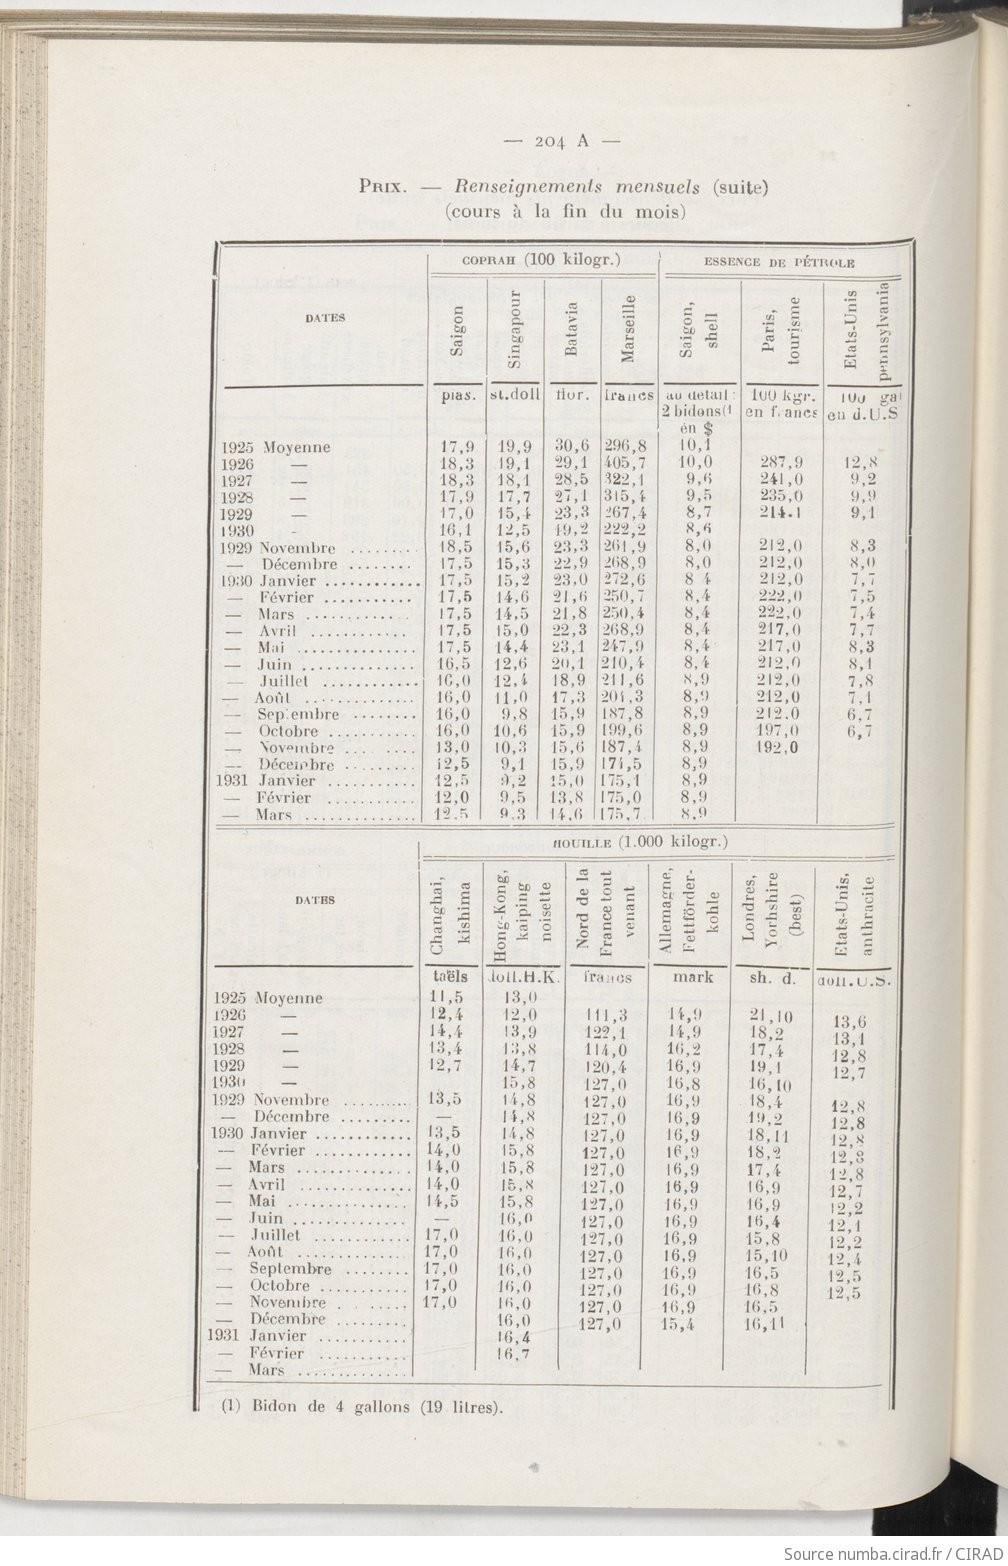 — 204 A —
PRIX. — Renseignements mensuels (suite)
(cours à la fin du mois)
DATES COPRAH (100 kilogr.) ESSENCE DE PÉTROLE
Saigon Singapour Batavia Marseille Saigon, shell Paris, tourisme Etats-Unis pennsylvania
pias. st.doll flor. francs au détail : 100 kgr. 100 gal
2 bidons(1 en francs en d.U.S
en $
1925 Moyenne 17,9 19,9 30,6 296,8 10,1
1926 — 18,3 19,1 29,1 405,7 10,0 287,9 12,8
1927 — 18,3 18,1 28,5 322,1 9,6 241,0 9,2
1928 — 17,9 17,7 27,1 315,4 9,5 235,0 9,9
1929 — 17,0 15,4 23,3 267,4 8,7 214.1 9,1
1930 - 16,1 12,5 19,2 222,2 8,6
1929 Novembre ........ 18,5 15,6 23,3 261,9 8,0 212,0 8,3
— Décembre ........ 17,5 15,3 22,9 268,9 8,0 212,0 8,0
1930 Janvier ............ 17,5 15,2 23,0 272,6 8 4 212,0 7,7
— Février ........... 17,5 14,6 21,6 250,7 8,4 222,0 7,5
— Mars ............. 17,5 14,5 21,8 250,4 8,4 222,0 7,4
— Avril ............ 17,5 15,0 22,3 268,9 8,4 217,0 7,7
— Mai ............... 17,5 14,4 23,1 247,9 8,4 217,0 8,3
— Juin .............. 16,5 12,6 20,1 210,4 8,4 212,0 8,1
— Juillet ............ 16,0 12,4 18,9 211,6 8,9 212,0 7,8
— Août .............. 16,0 11,0 17,3 201,3 8,9 212,0 7,1
— Septembre ........ 16,0 9,8 15,9 187,8 8,9 212.0 6,7
— Octobre ........... 16,0 10,6 15,9 199,6 8,9 197,0 6,7
— Novembre ......... 13,0 10,3 15,6 187,4 8,9 192,0
— Décembre ......... 12,5 9,1 15,9 174,5 8,9
1931 Janvier ........... 12,5 9,2 15,0 175,1 8,9
— Février ........... 12,0 9,5 13,8 175,0 8,9
— Mars .............. 12.5 9.3 14,6 175,7 8,9
DATES HOUILLE (1.000 kilogr.)
Changhai, kishima Hong-Kong, kaiping noisette Nord de la France tout venant Allemagne, Fettförder-kohle Londres, Yorhshire (best) Etats-Unis, anthracite
taëls doll.H.K. francs mark sh. d. doll.U.S.
1925 Moyenne 11,5 13,0
1926 — 12,4 12,0 111,3 14,9 21,10 13,6
1927 — 14,4 13,9 122,1 14,9 18,2 13,1
1928 — 13,4 13,8 114,0 16,2 17,4 12,8
1929 — 12,7 14,7 120,4 16,9 19,1 12,7
1930 — 15,8 127,0 16,8 16,10
1929 Novembre .......... 13,5 14,8 127,0 16,9 18,4 12,8
— Décembre ......... — 14,8 127,0 16,9 19,2 12,8
1930 Janvier ............ 13,5 14,8 127,0 16,9 18,11 12,8
— Février ............ 14,0 15,8 127,0 16,9 18,2 12,8
— Mars .............. 14,0 15,8 127,0 16,9 17,4 12,8
— Avril .............. 14,0 15,8 127,0 16,9 16,9 12,7
— Mai ............... 14,5 15,8 127,0 16,9 16,9 12,2
— Juin .............. — 16,0 127,0 16,9 16,4 12,1
— Juillet ............ 17,0 16,0 127,0 16,9 15,8 12,2
— Août .............. 17,0 16,0 127,0 16,9 15,10 12,4
— Septembre ........ 17,0 16,0 127,0 16,9 16,5 12,5
— Octobre ........... 17,0 16,0 127,0 16,9 16,8 12,5
— Novembre ......... 17,0 16,0 127,0 16,9 16,5
— Décembre ......... 16,0 127,0 15,4 16,11
1931 Janvier ........... 16,4
— Février ........... 16,7
— Mars ..............
(1) Bidon de 4 gallons (19 litres).
Source numba.cirad.fr / CIRAD